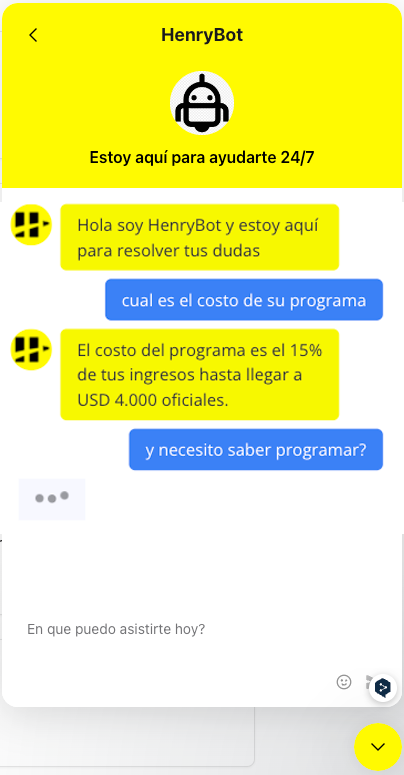 HenryBot
Estoy aquí para ayudarte 24/7
Hola soy HenryBot y estoy aquí
para resolver tus dudas
cual es el costo de su programa
El costo del programa es el 15%
de tus ingresos hasta llegar a
USD 4.000 oficiales.
y necesito saber programar?
En que puedo asistirte hoy?